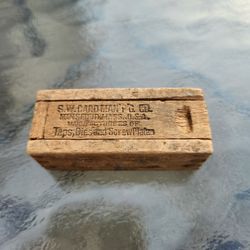 S.W. CARD MAN'F'G. CO.
MANSFIELD, MASS., U.S.A.
MANUFACTURERS OF
Taps, Dies and Screw Plates